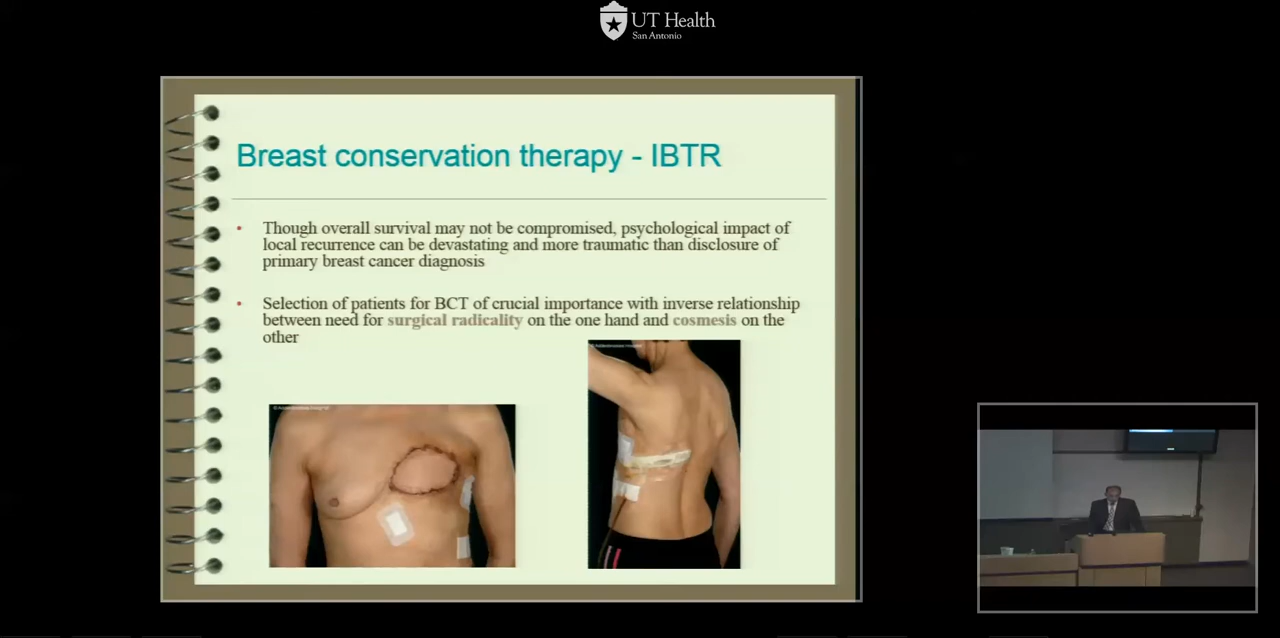 UT Health
San Antonio
Breast conservation therapy - IBTR
• Though overall survival may not be compromised, psychological impact of
local recurrence can be devastating and more traumatic than disclosure of
primary breast cancer diagnosis
• Selection of patients for BCT of crucial importance with inverse relationship
between need for surgical radicality on the one hand and cosmesis on the
other